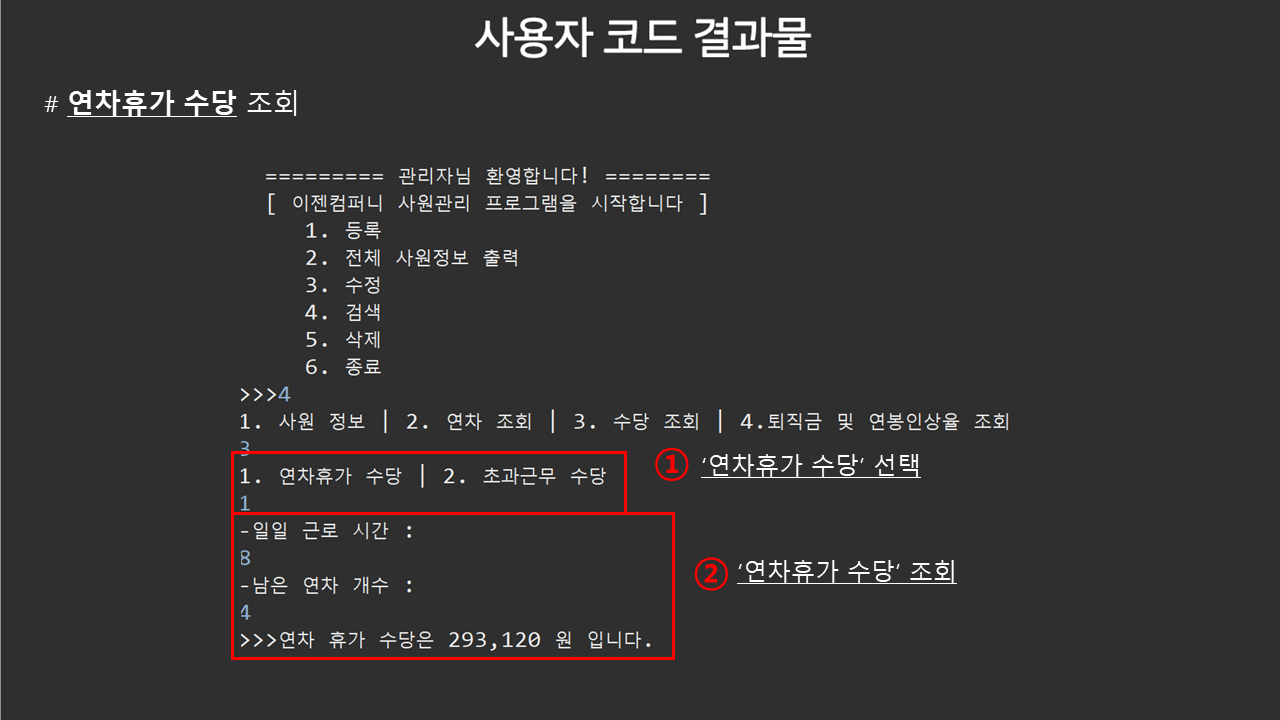 사용자 코드 결과물
# 연차휴가 수당 조회
========= 관리자님 환영합니다! ========
[ 이젠컴퍼니 사원관리 프로그램을 시작합니다 ]
1. 등록
2. 전체 사원정보 출력
3. 수정
4. 검색
5. 삭제
6. 종료
>>>4
1. 사원 정보 | 2. 연차 조회 | 3. 수당 조회 | 4.퇴직금 및 연봉인상율 조회
3
1. 연차휴가 수당 | 2. 초과근무 수당
① ‘연차휴가 수당’ 선택
1
-일일 근로 시간 :
8
-남은 연차 개수 :
② ‘연차휴가 수당’ 조회
4
>>>연차 휴가 수당은 293,120 원 입니다.